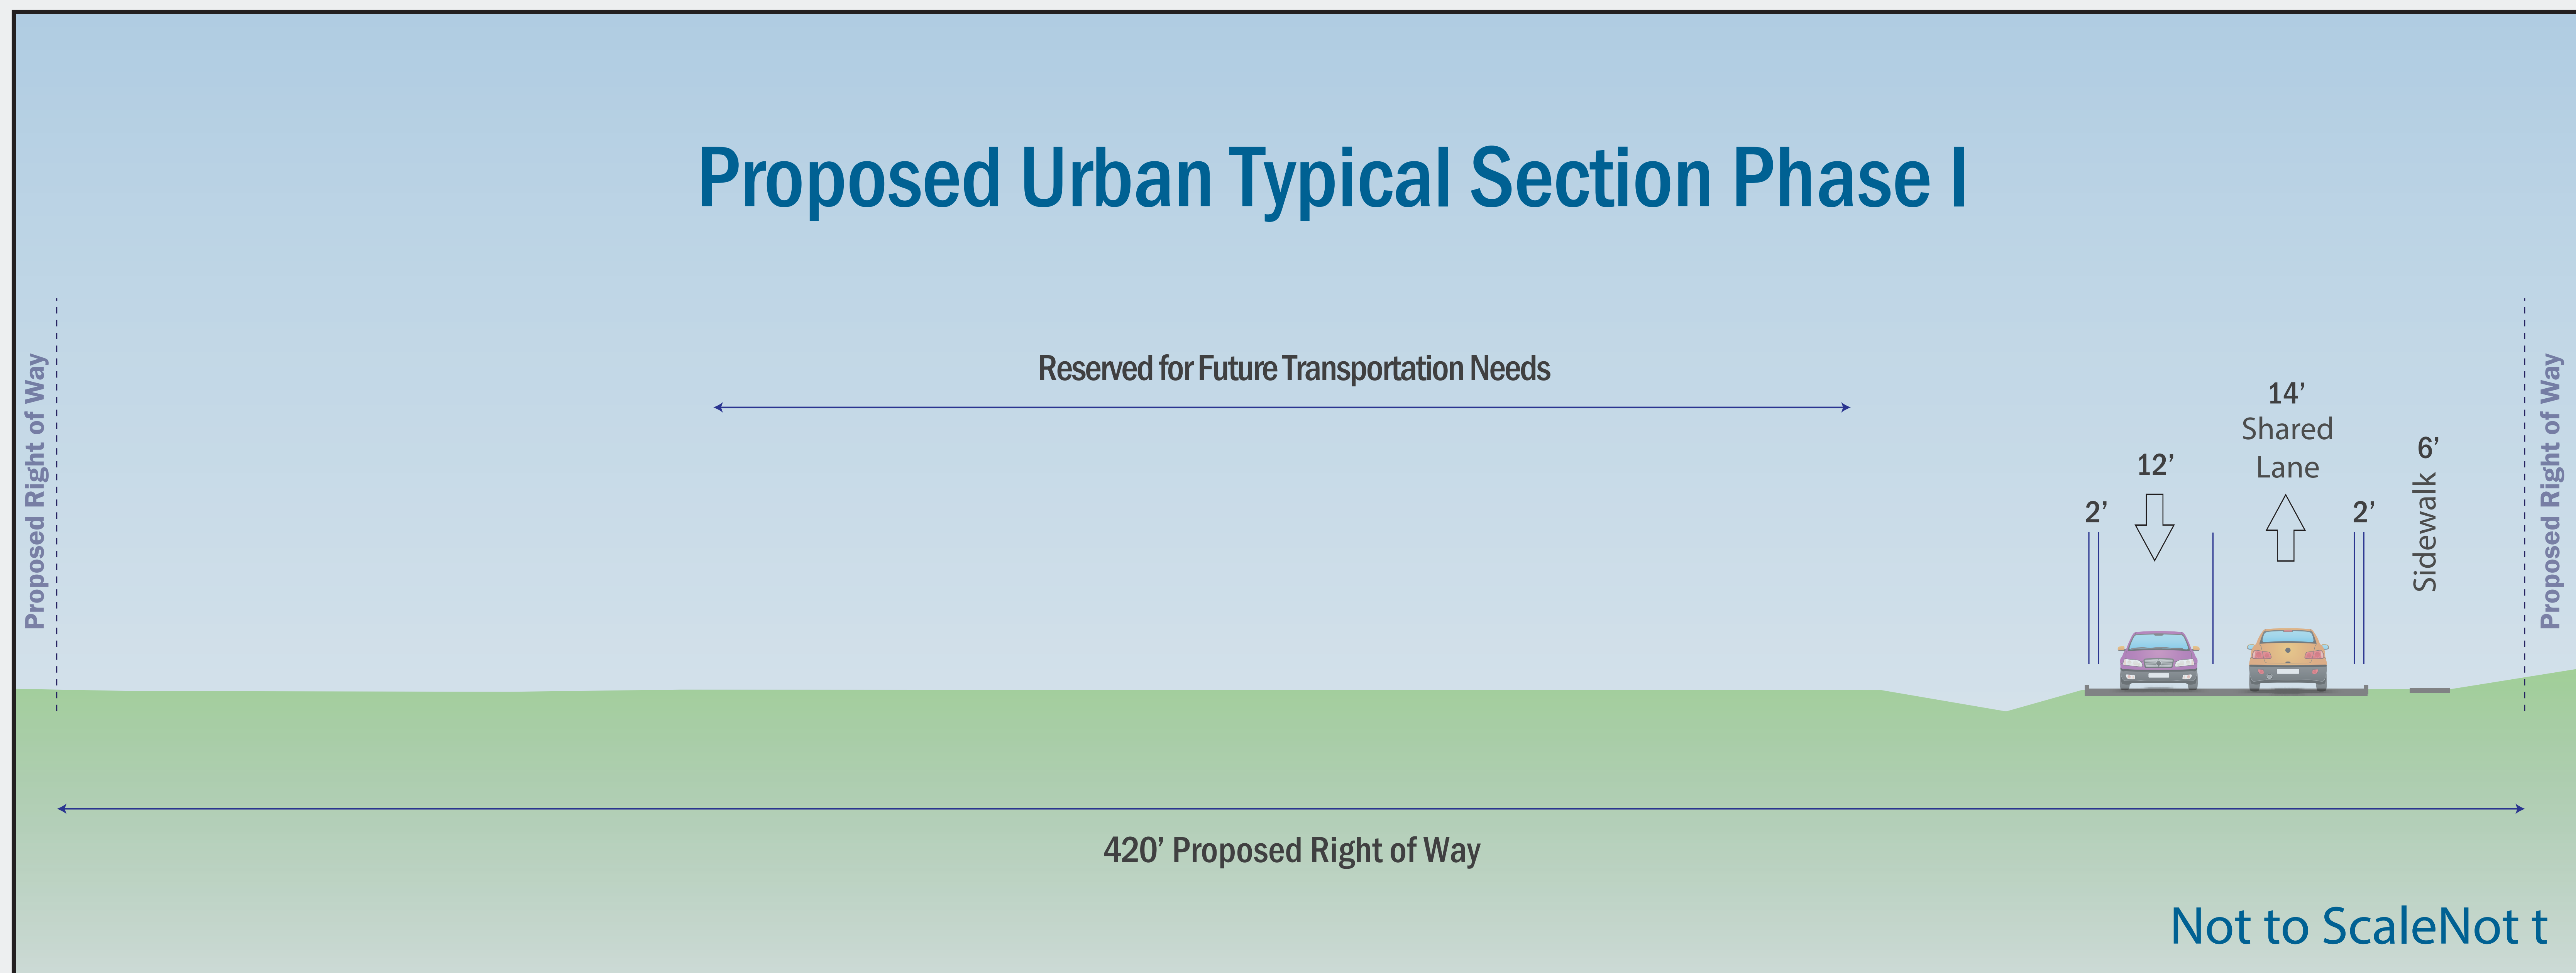 Proposed Urban Typical Section Phase I
Proposed Right of Way
Reserved for Future Transportation Needs
2’
12’
14’
Shared
Lane
2’
6’
Sidewalk
Proposed Right of Way
420’ Proposed Right of Way
Not to ScaleNot t